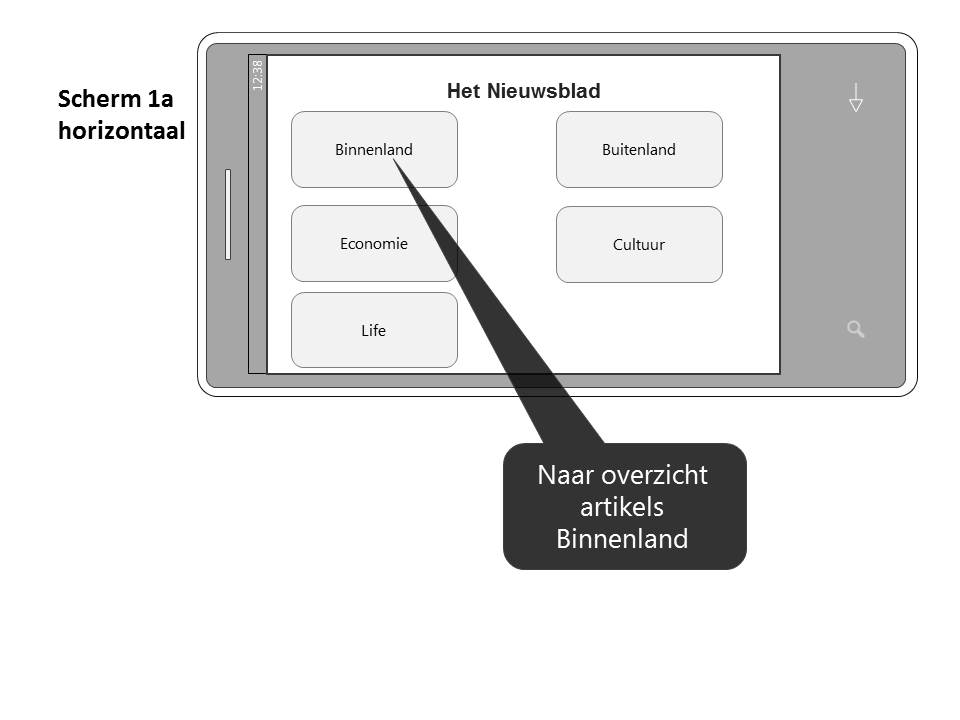 Scherm 1a
horizontaal
12:38
Het Nieuwsblad
Binnenland
Buitenland
Economie
Cultuur
Life
Naar overzicht
artikels
Binnenland